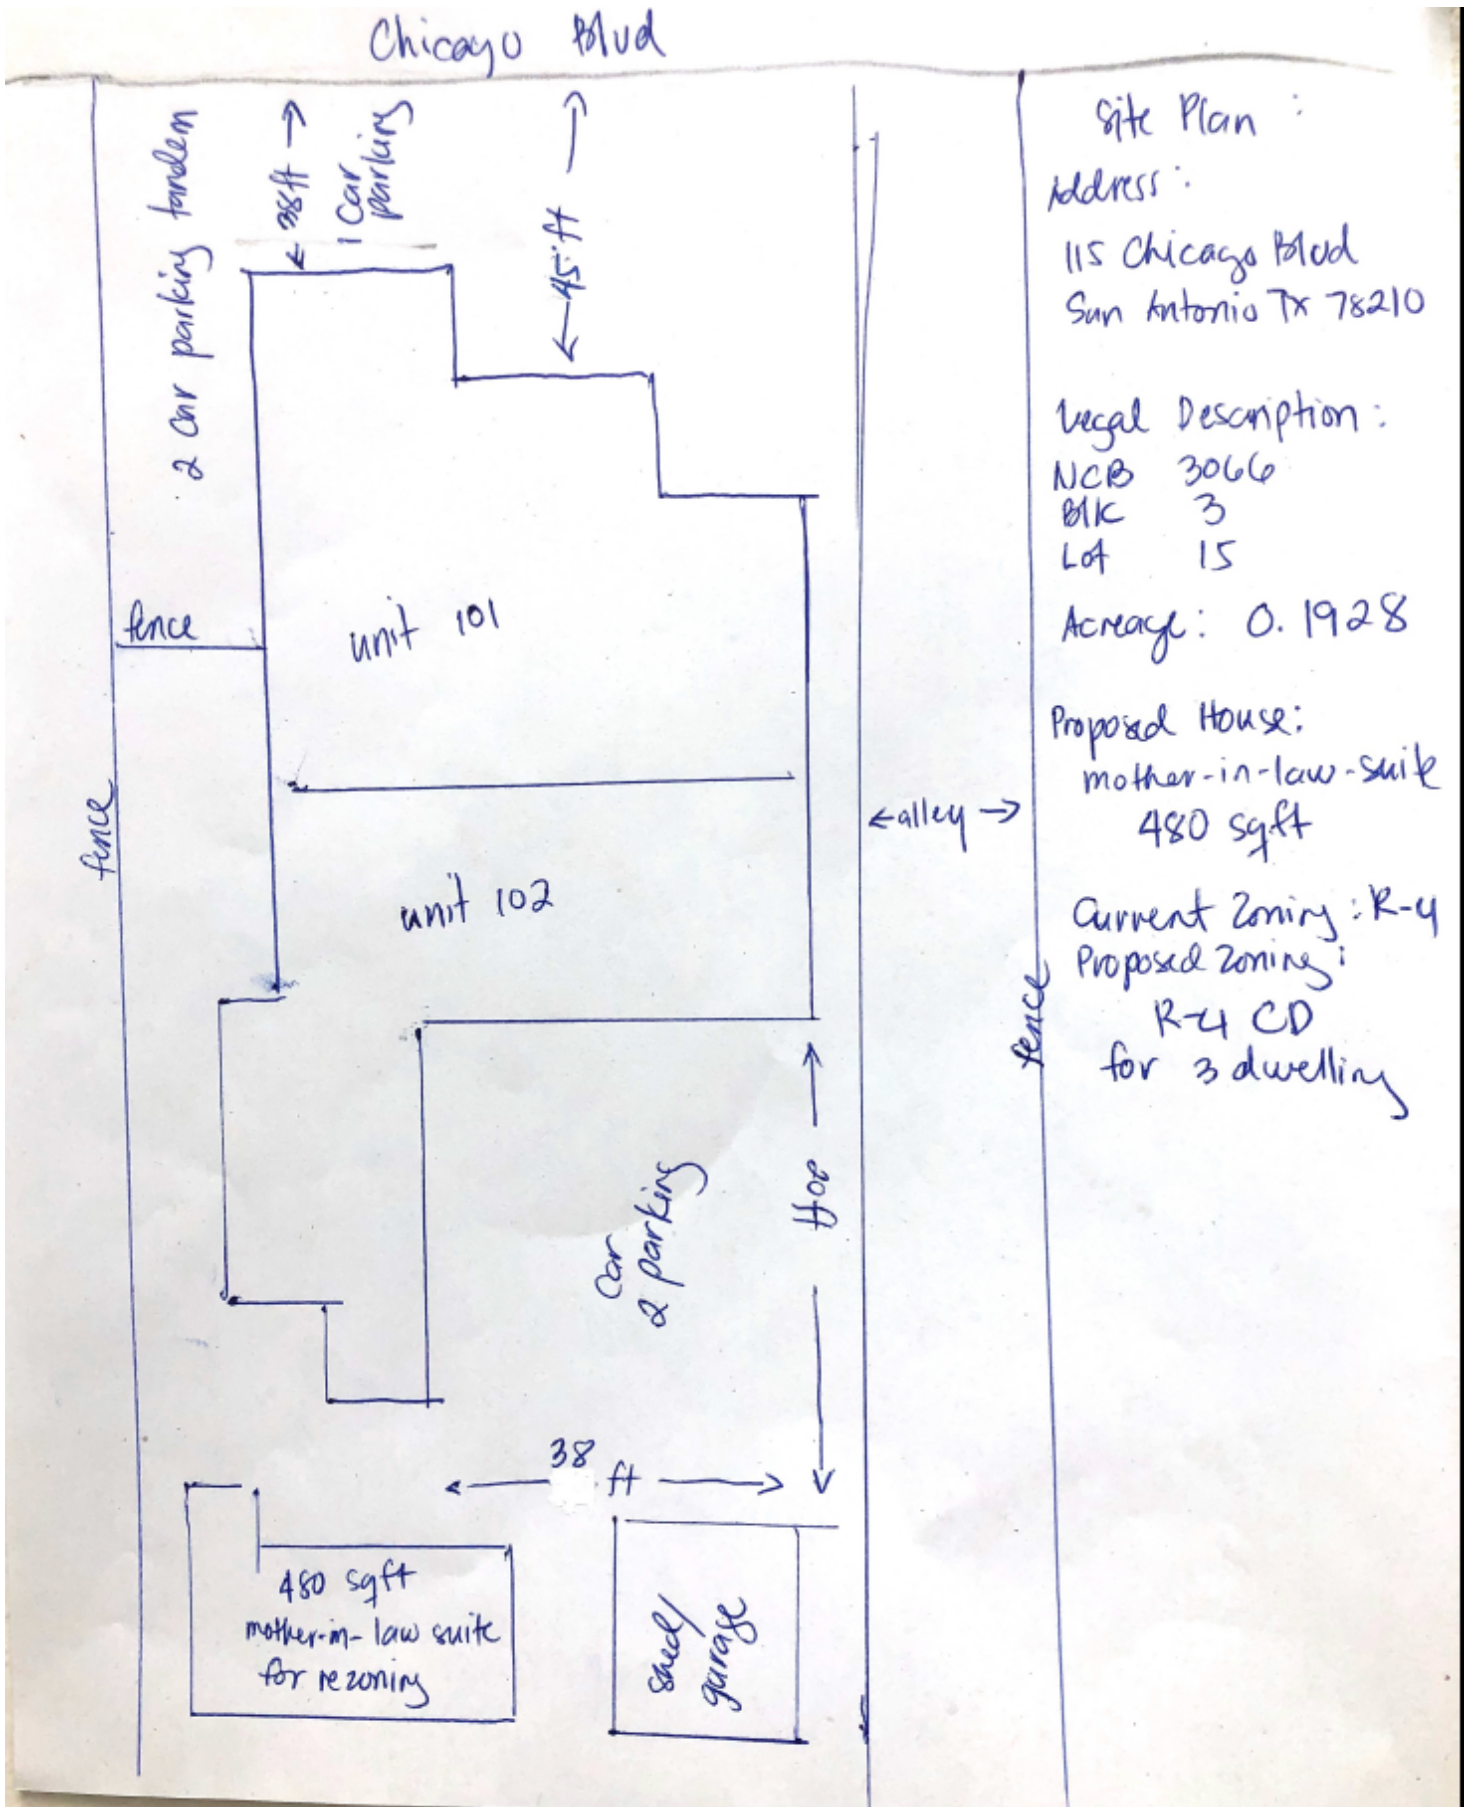 Chicago Blvd
2 car parking tandem
38ft
1 Car
parking
45 ft
fence
unit 101
fence
unit 102
alley
fence
Car
2 parking
38
ft
480 sqft
mother-in-law suite
for rezoning
shed/
garage
Site Plan :
Address :
115 Chicago Blvd
San Antonio Tx 78210
Legal Description :
NCB 3066
Blk 3
Lot 15
Acreage : 0.1928
Proposed House:
mother-in-law-suite
480 sqft
Current Zoning : R-4
Proposed Zoning :
R-4 CD
for 3 dwelling